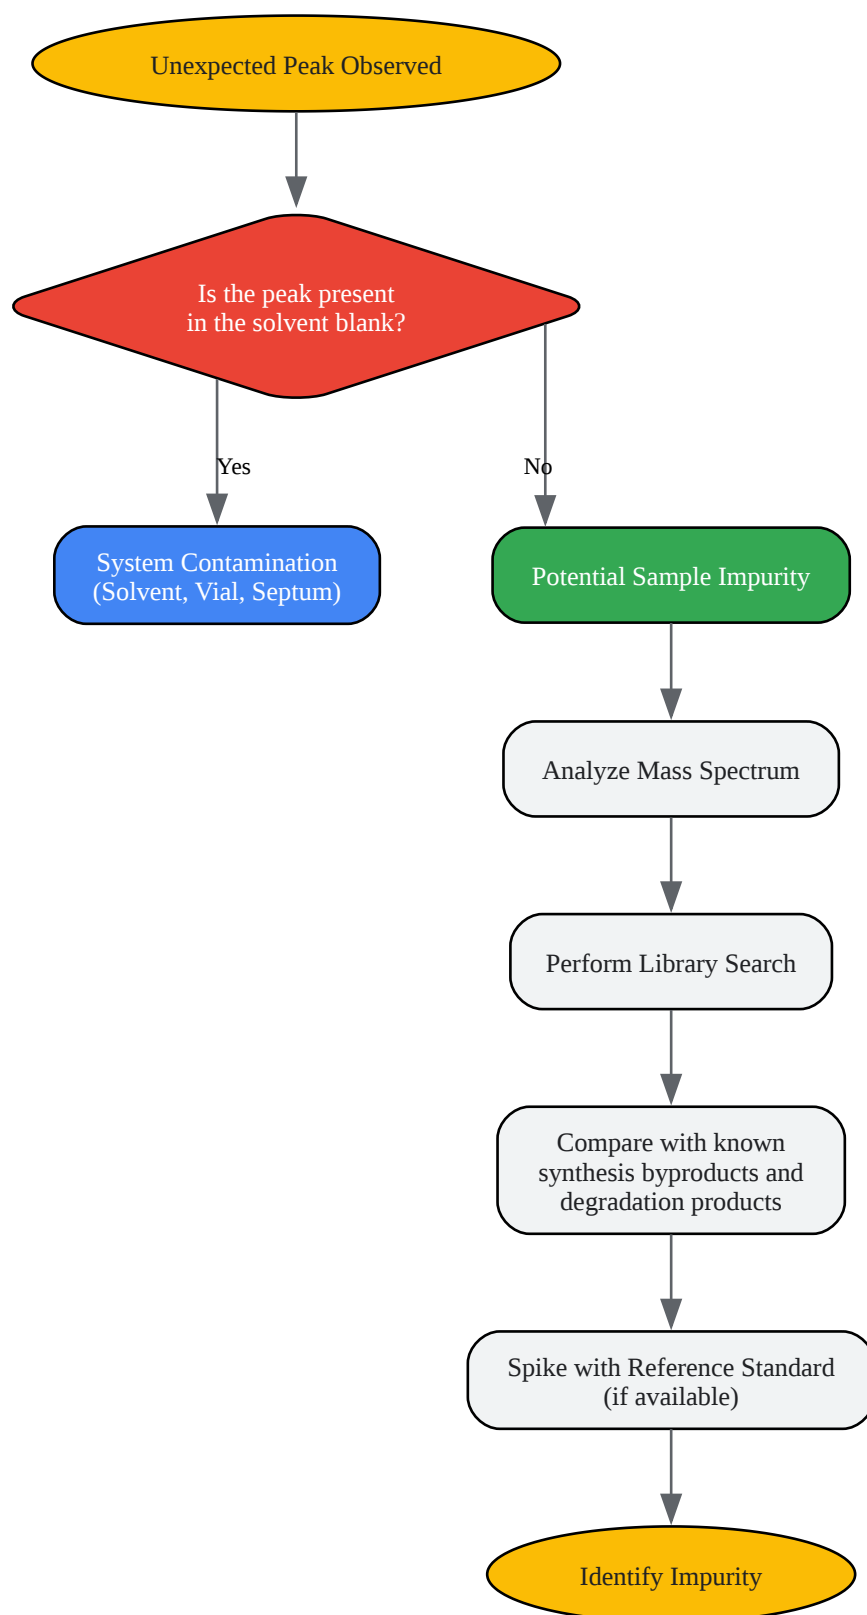 Unexpected Peak Observed
Is the peak present
in the solvent blank?
Yes
No
System Contamination
(Solvent, Vial, Septum)
Potential Sample Impurity
Analyze Mass Spectrum
Perform Library Search
Compare with known
synthesis byproducts and
degradation products
Spike with Reference Standard
(if available)
Identify Impurity